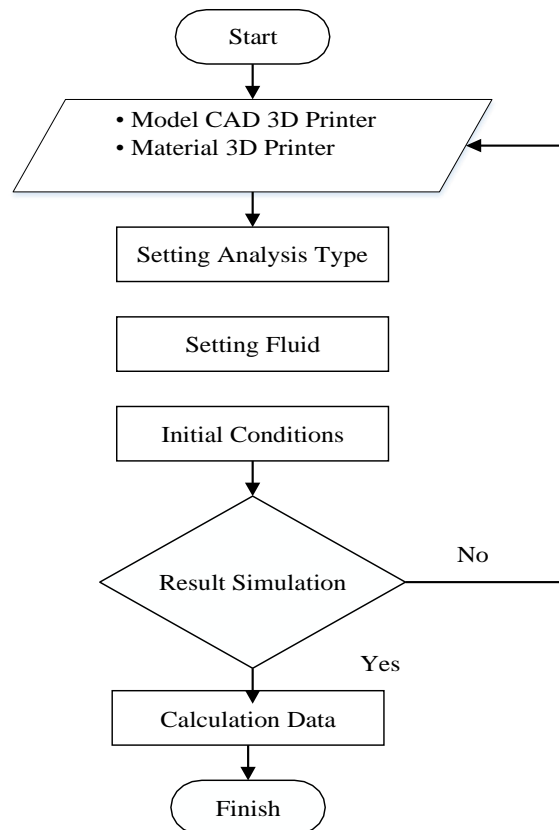 Start
• Model CAD 3D Printer
• Material 3D Printer
Setting Analysis Type
Setting Fluid
Initial Conditions
Result Simulation
No
Yes
Calculation Data
Finish